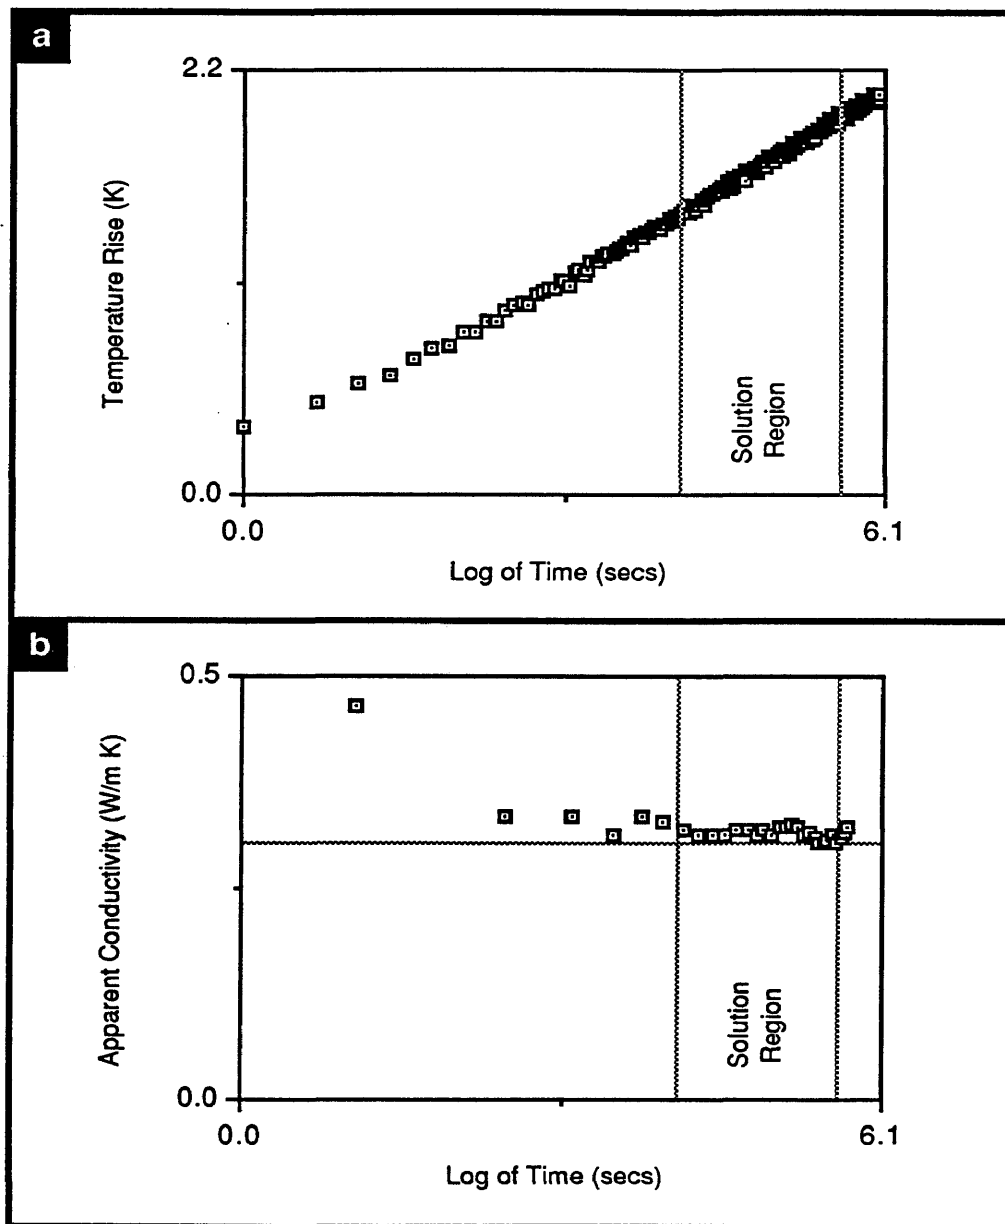 a
2.2
Temperature Rise (K)
Solution
Region
0.0
0.0
6.1
Log of Time (secs)
b
0.5
Apparent Conductivity (W/m K)
Solution
Region
0.0
0.0
6.1
Log of Time (secs)